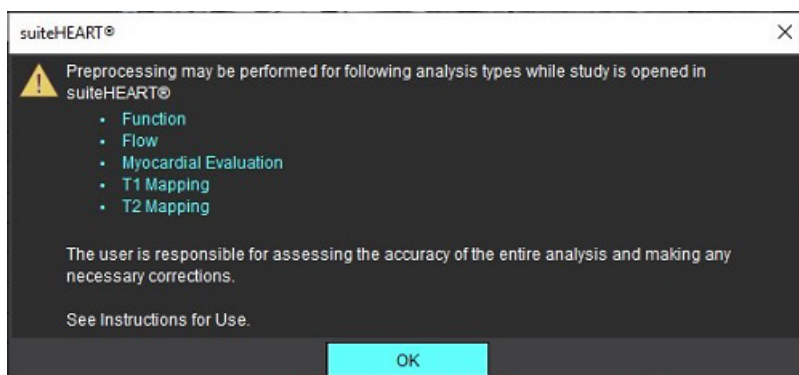 suiteHEART®
Preprocessing may be performed for following analysis types while study is opened in
suiteHEART®
• Function
• Flow
• Myocardial Evaluation
• T1 Mapping
• T2 Mapping
The user is responsible for assessing the accuracy of the entire analysis and making any
necessary corrections.
See Instructions for Use.
OK